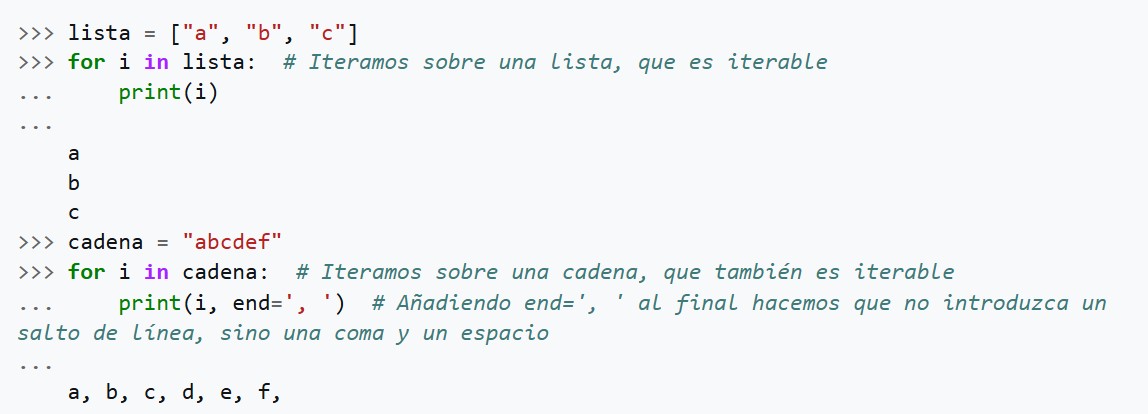 >>> lista = ["a", "b", "c"]
>>> for i in lista:  # Iteramos sobre una lista, que es iterable
...     print(i)
...
    a
    b
    c
>>> cadena = "abcdef"
>>> for i in cadena:  # Iteramos sobre una cadena, que también es iterable
...     print(i, end=', ')  # Añadiendo end=', ' al final hacemos que no introduzca un
salto de línea, sino una coma y un espacio
...
    a, b, c, d, e, f,